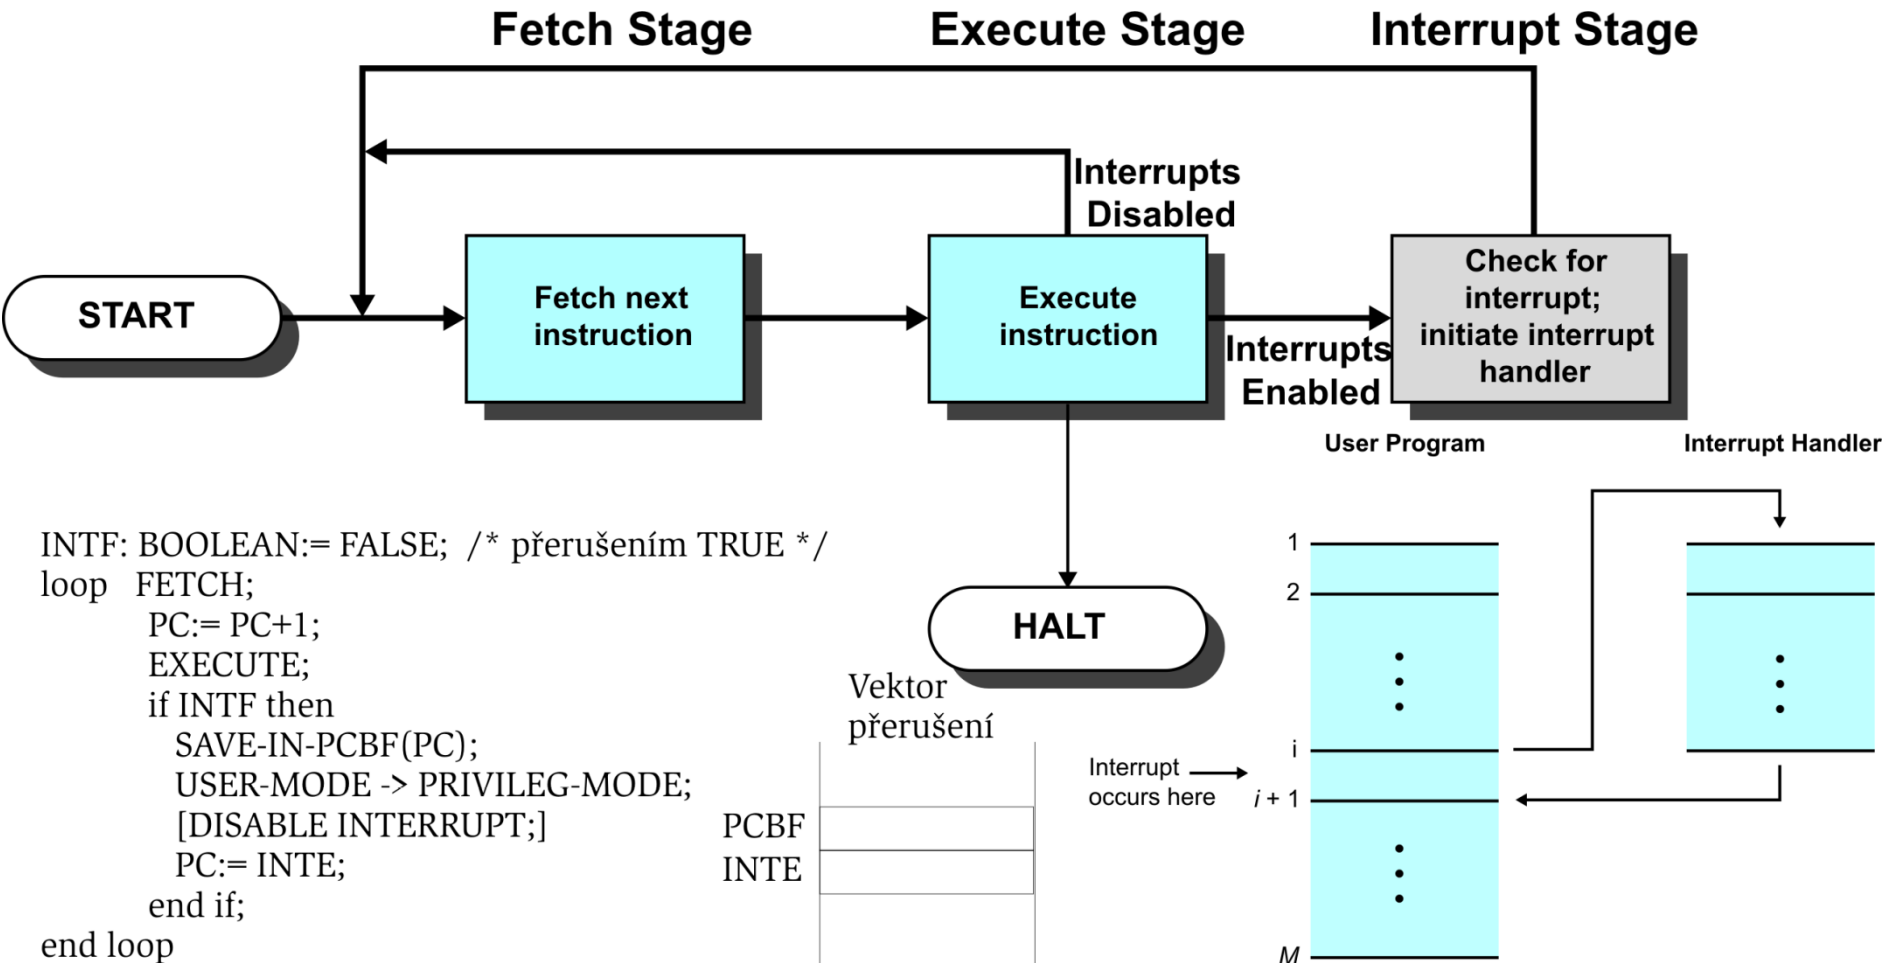 Fetch Stage
Execute Stage
Interrupt Stage
Interrupts
Disabled
START
Fetch next
instruction
Execute
instruction
Interrupts
Enabled
Check for
interrupt;
initiate interrupt
handler
HALT
INTF: BOOLEAN:= FALSE; /* přerušením TRUE */
loop FETCH;
PC:= PC+1;
EXECUTE;
if INTF then
SAVE-IN-PCBF(PC);
USER-MODE -> PRIVILEG-MODE;
[DISABLE INTERRUPT;]
PC:= INTE;
end if;
end loop
Vektor
přerušení
PCBF
INTE
User Program
Interrupt Handler
1
2
i
Interrupt
occurs here
i + 1
M